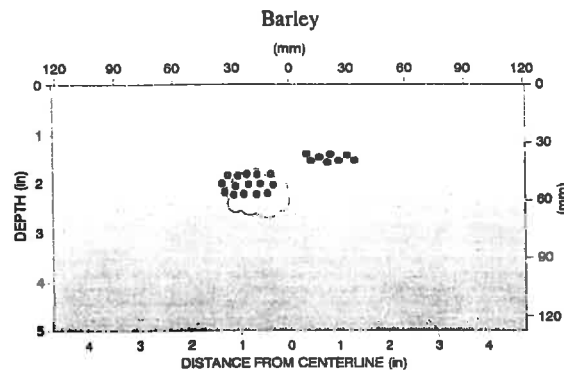 Barley
(mm)
120 90 60 30 0 30 60 90 120
0 0
1
30
2
60
3
90
4
120
5
DEPTH (in)
(mm)
4 3 2 1 0 1 2 3 4
DISTANCE FROM CENTERLINE (in)